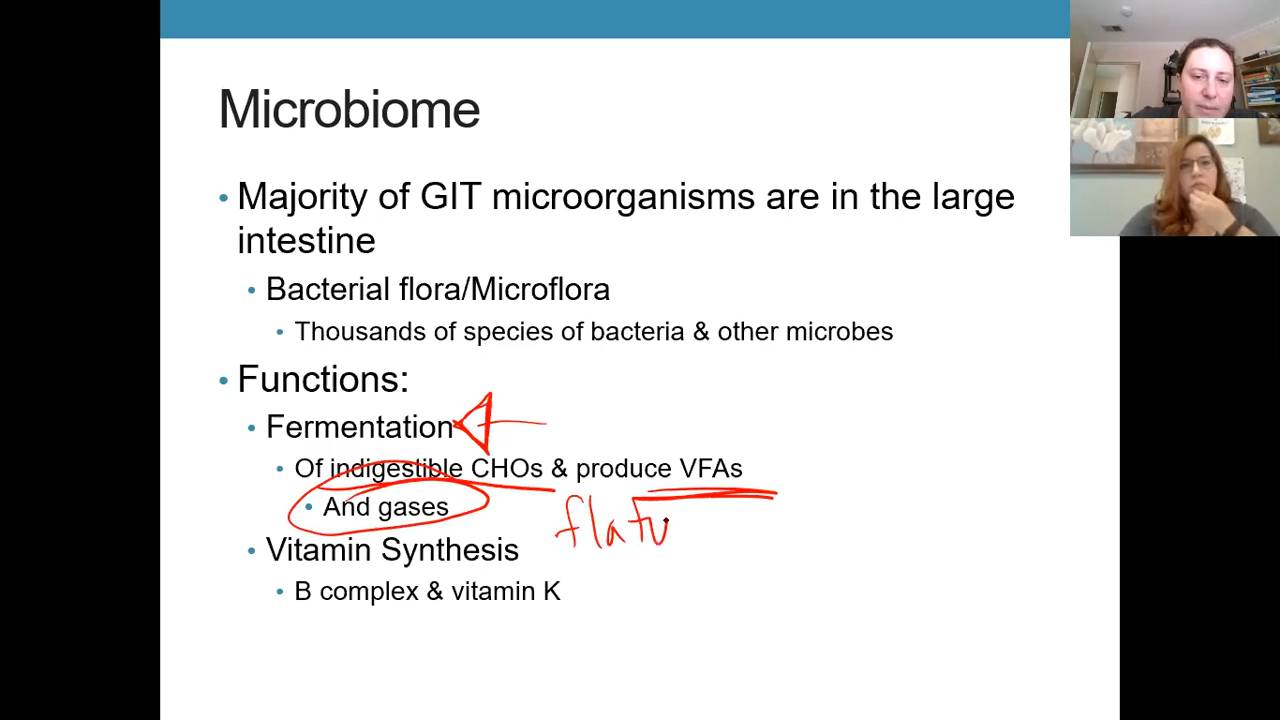 Microbiome
• Majority of GIT microorganisms are in the large
intestine
• Bacterial flora/Microflora
• Thousands of species of bacteria & other microbes
• Functions:
• Fermentation
• Of indigestible CHOs & produce VFAs
• And gases
flatu
• Vitamin Synthesis
• B complex & vitamin K